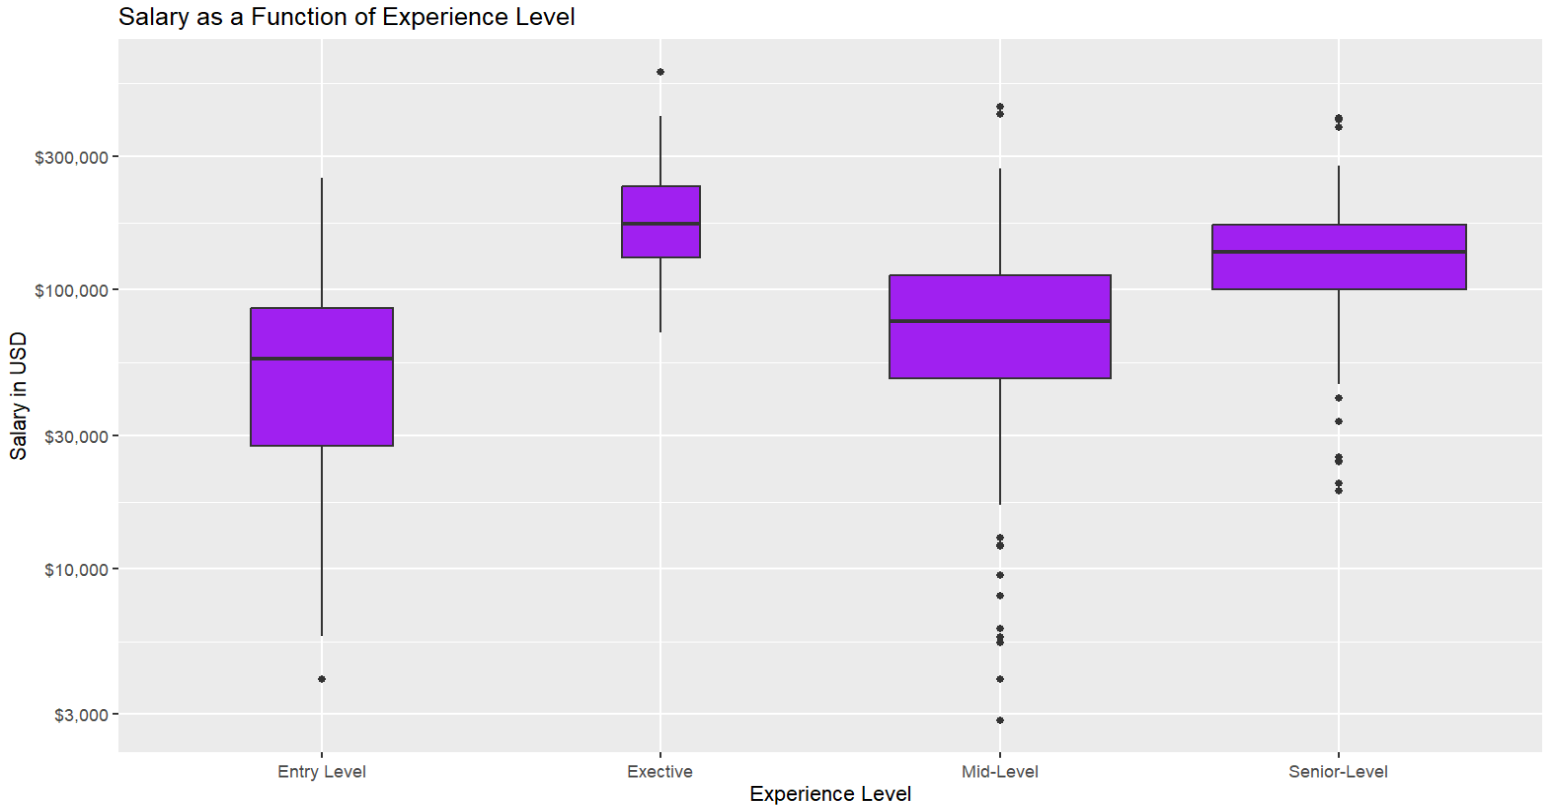 Salary as a Function of Experience Level
Salary in USD
$300,000
$100,000
$30,000
$10,000
$3,000
Entry Level
Exective
Mid-Level
Senior-Level
Experience Level